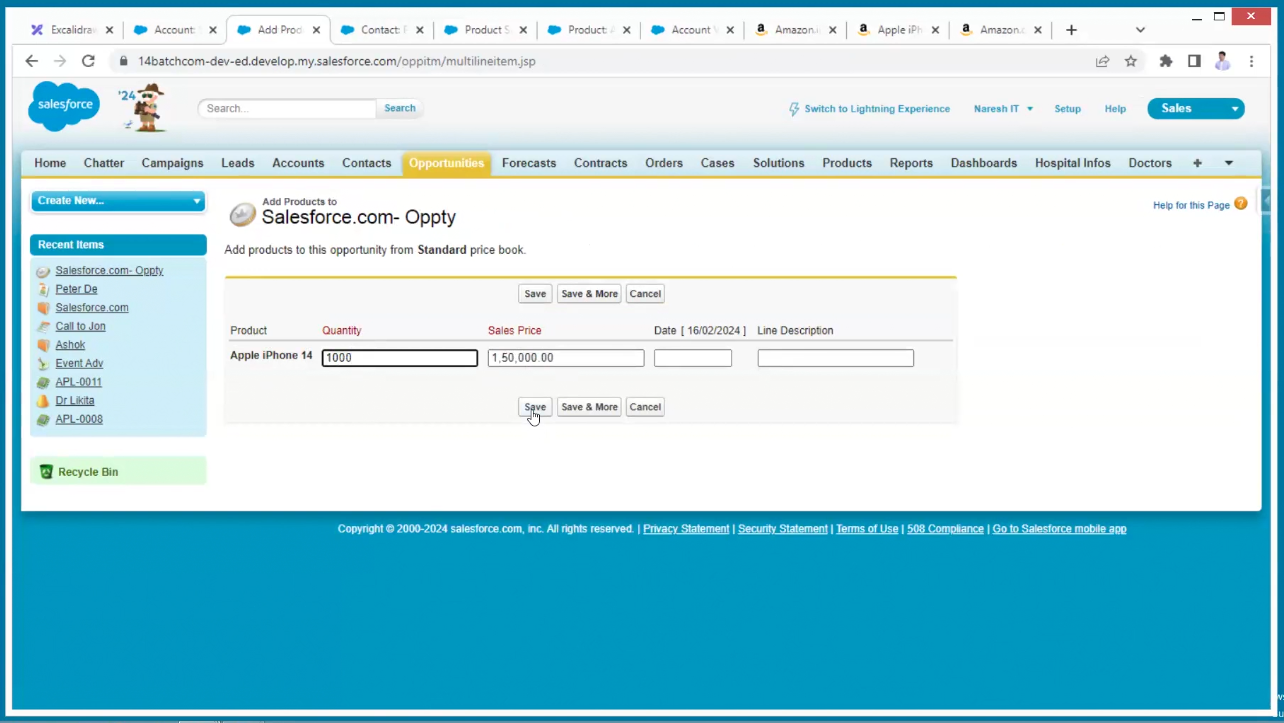 Excalidra
Account:
Add Prod
Contact: F
Product S
Product: A
Account V
Amazon.
Apple iPh
Amazon.c
14batchcom-dev-ed.develop.my.salesforce.com/oppitm/multilineitem.jsp
salesforce
'24
Search...
Search
Switch to Lightning Experience
Naresh IT
Setup
Help
Sales
Home Chatter Campaigns Leads Accounts Contacts Opportunities Forecasts Contracts Orders Cases Solutions Products Reports Dashboards Hospital Infos Doctors +
Create New...
Recent Items
Salesforce.com- Oppty
Peter De
Salesforce.com
Call to Jon
Ashok
Event Adv
APL-0011
Dr Likita
APL-0008
Recycle Bin
Add Products to
Salesforce.com- Oppty
Help for this Page ?
Add products to this opportunity from Standard price book.
Save Save & More Cancel
Product Quantity Sales Price Date [ 16/02/2024 ] Line Description
Apple iPhone 14 1000 1,50,000.00
Save Save & More Cancel
Copyright © 2000-2024 salesforce.com, inc. All rights reserved. | Privacy Statement | Security Statement | Terms of Use | 508 Compliance | Go to Salesforce mobile app